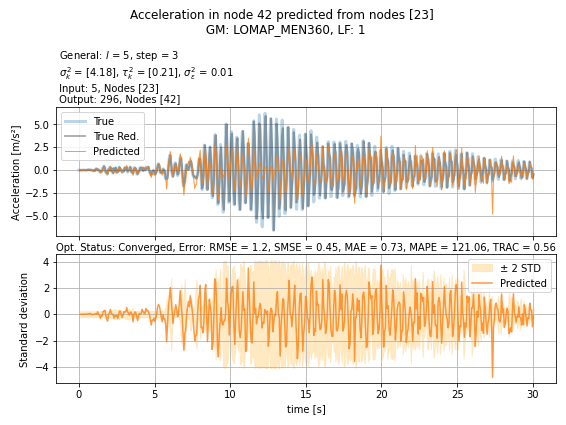 Acceleration in node 42 predicted from nodes [23]
GM: LOMAP_MEN360, LF: 1
General: l = 5, step = 3
σ_k^2 = [4.18], τ_k^2 = [0.21], σ_ε^2 = 0.01
Input: 5, Nodes [23]
Output: 296, Nodes [42]
True
True Red.
Predicted
Acceleration [m/s²]
5.0
2.5
0.0
−2.5
−5.0
Opt. Status: Converged, Error: RMSE = 1.2, SMSE = 0.45, MAE = 0.73, MAPE = 121.06, TRAC = 0.56
± 2 STD
Predicted
Standard deviation
4
2
0
−2
−4
0 5 10 15 20 25 30
time [s]